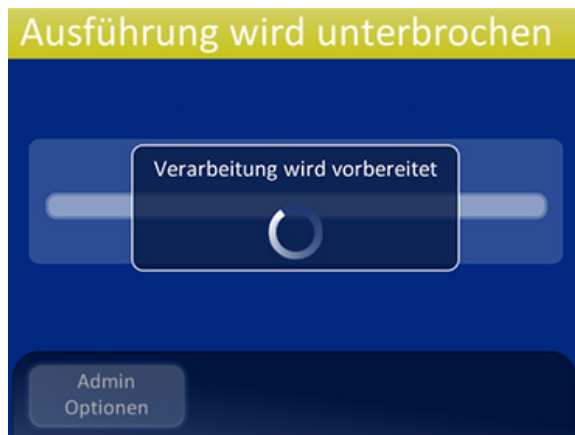 Ausführung wird unterbrochen
Verarbeitung wird vorbereitet
Admin
Optionen